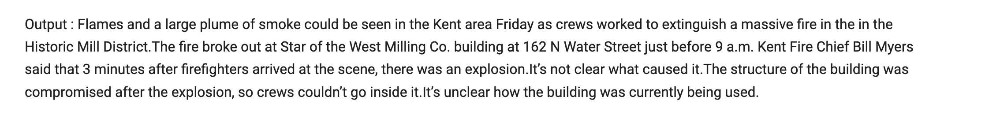 Output : Flames and a large plume of smoke could be seen in the Kent area Friday as crews worked to extinguish a massive fire in the in the
Historic Mill District.The fire broke out at Star of the West Milling Co. building at 162 N Water Street just before 9 a.m. Kent Fire Chief Bill Myers
said that 3 minutes after firefighters arrived at the scene, there was an explosion.It’s not clear what caused it.The structure of the building was
compromised after the explosion, so crews couldn’t go inside it.It’s unclear how the building was currently being used.